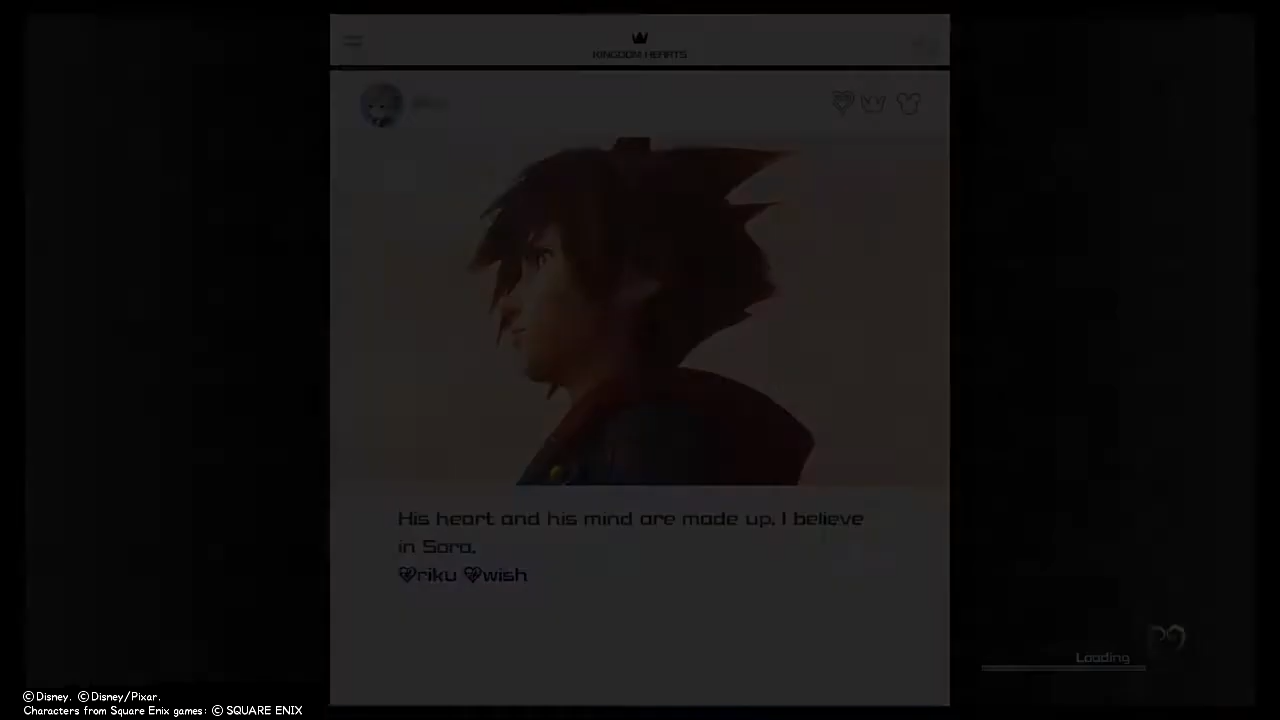 KINGDOM HEARTS
His heart and his mind are made up. I believe
in Sora.
riku wish
Loading
©Disney. ©Disney/Pixar.
Characters from Square Enix games: © SQUARE ENIX